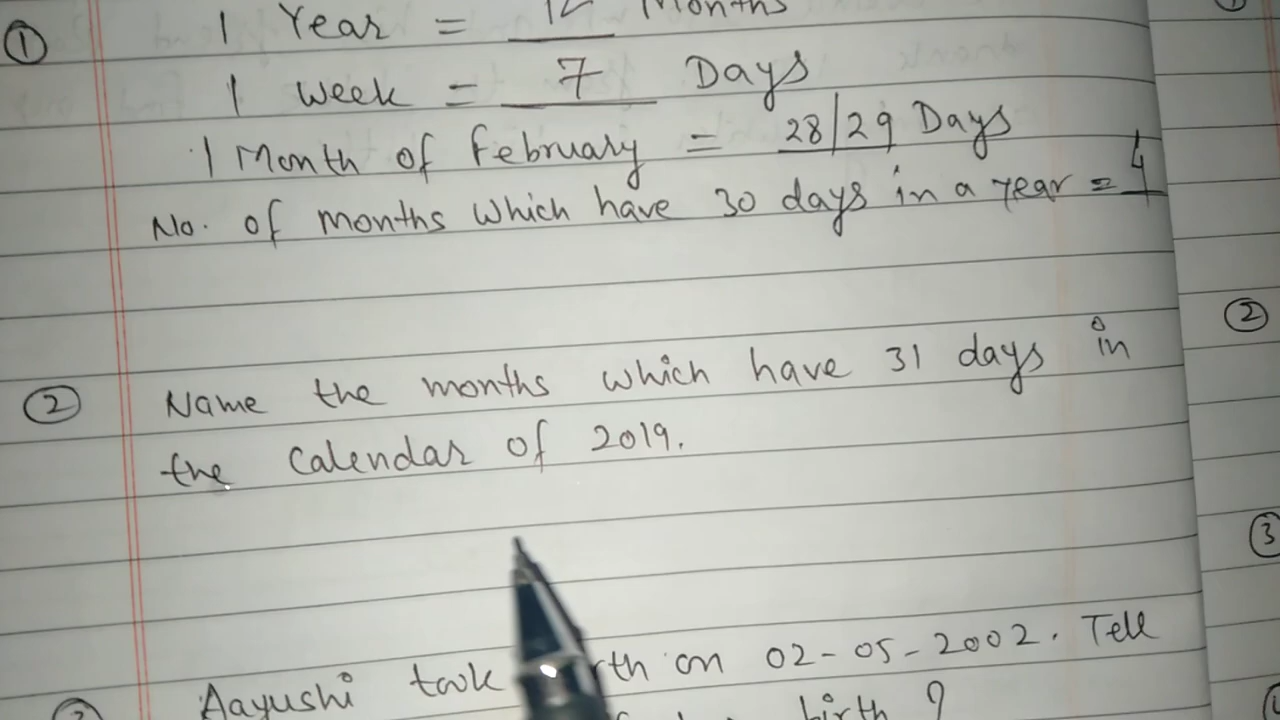 ① 1 Year = 12 Months
1 Week = 7 Days
1 Month of February = 28/29 Days
No. of months which have 30 days in a year = 4
② Name the months which have 31 days in
the Calendar of 2019.
Aayushi took on 02-05-2002. Tell
birth ?
②
③